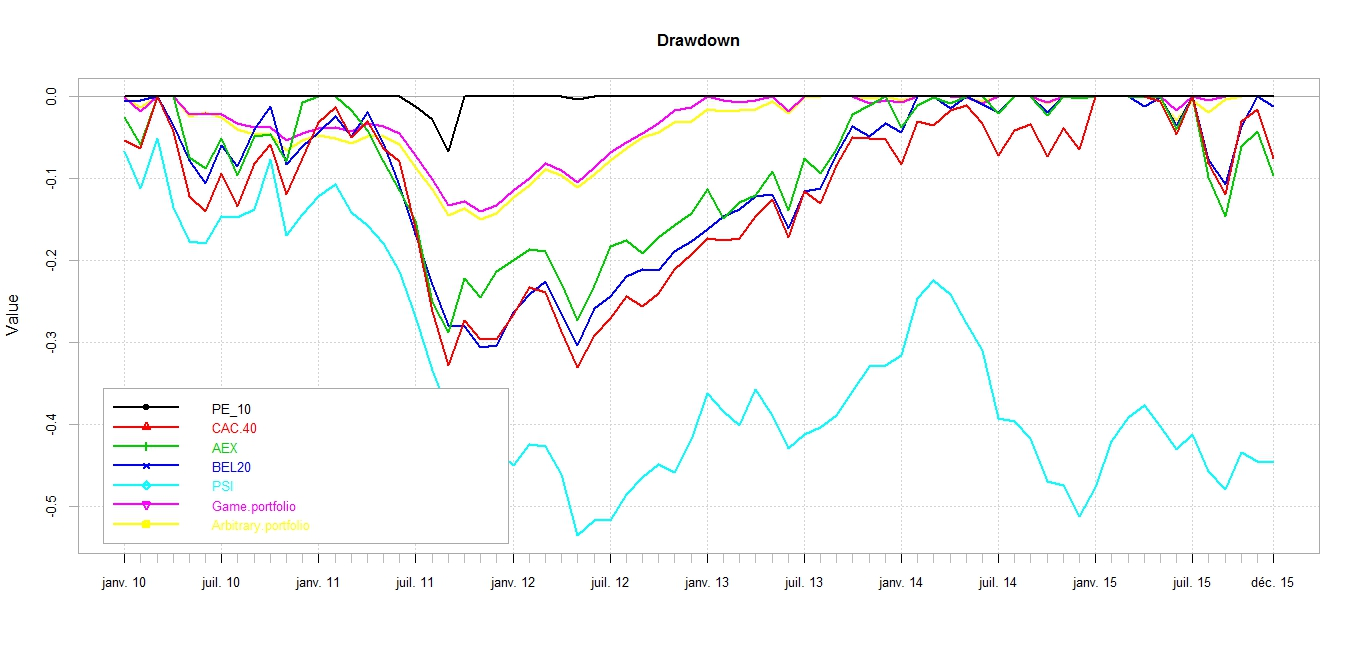 Drawdown
Value
0.0
-0.1
-0.2
-0.3
-0.4
-0.5
PE_10
CAC.40
AEX
BEL20
PSI
Game.portfolio
Arbitrary.portfolio
janv. 10 juil. 10 janv. 11 juil. 11 janv. 12 juil. 12 janv. 13 juil. 13 janv. 14 juil. 14 janv. 15 juil. 15 déc. 15